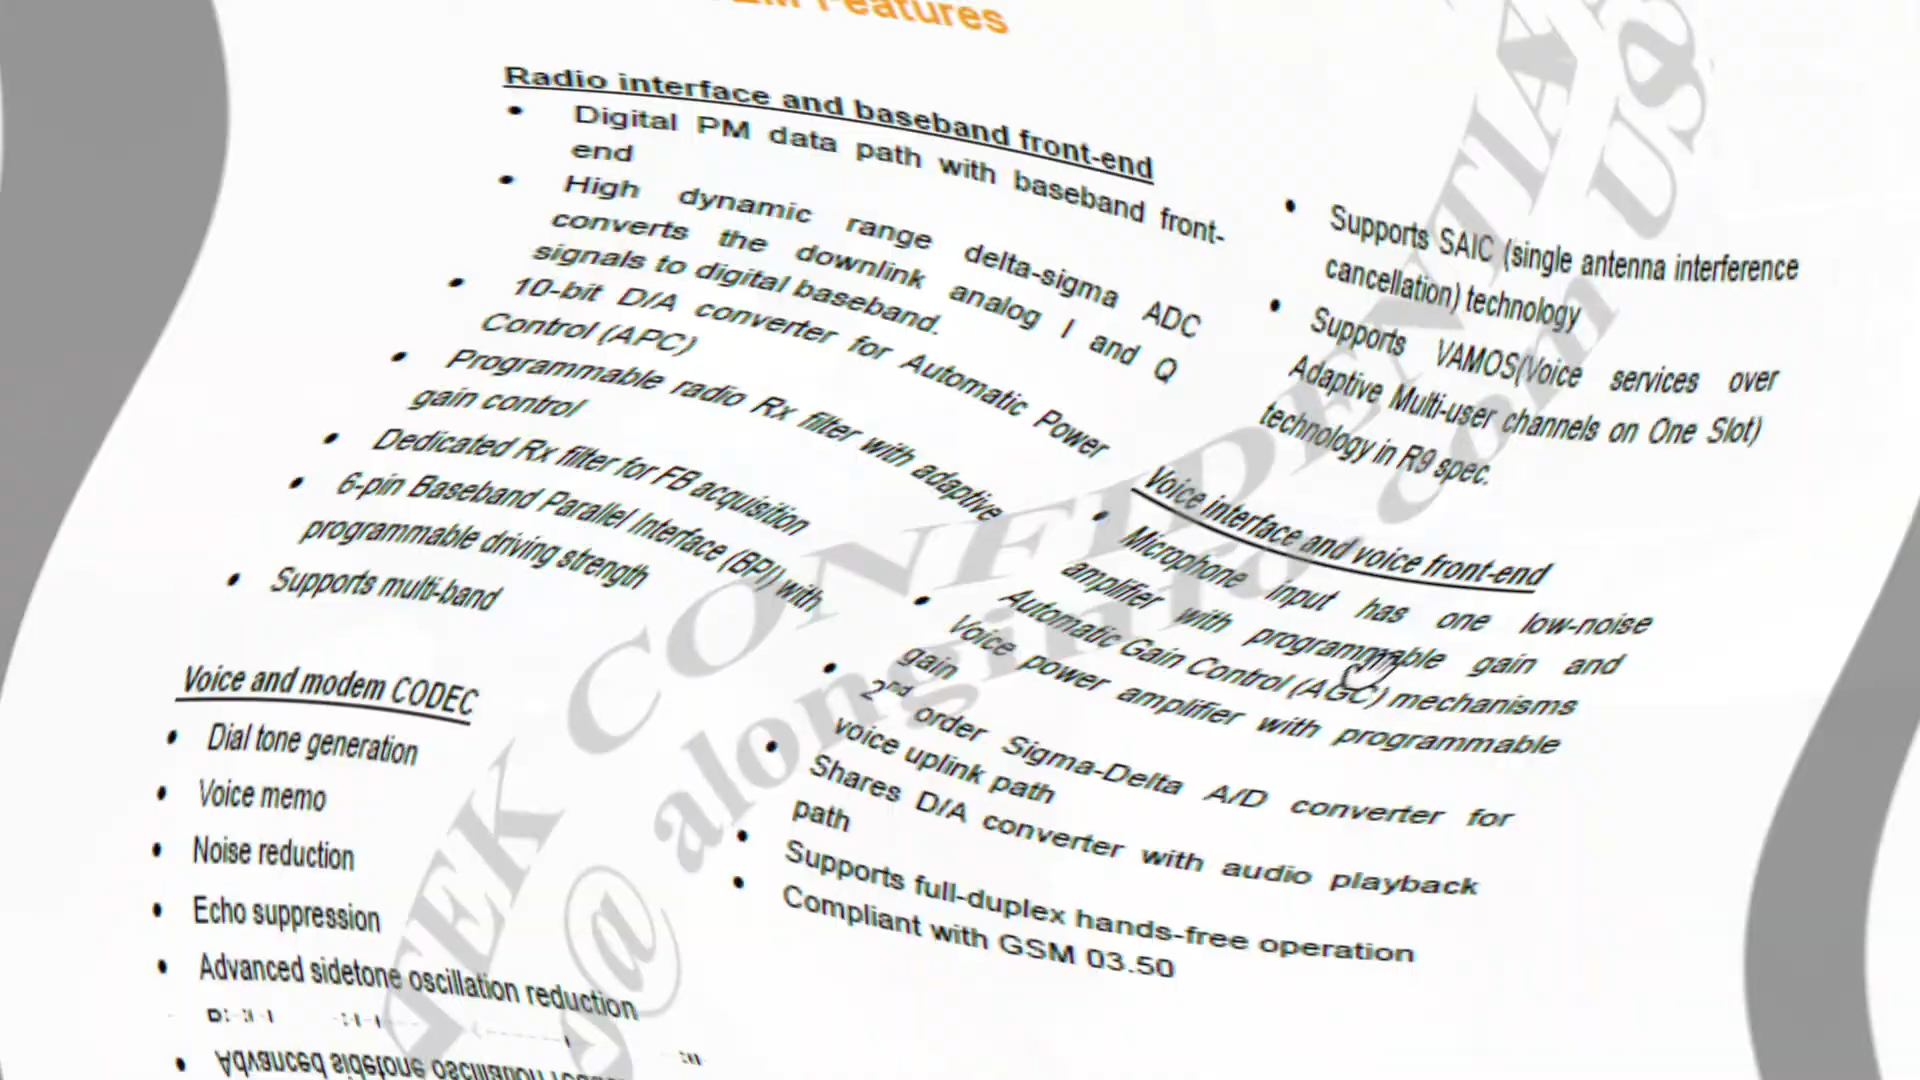 Features
Radio interface and baseband front-end
• Digital PM data path with baseband front-
end
• High dynamic range delta-sigma ADC
converts the downlink analog I and Q
signals to digital baseband.
• 10-bit D/A converter for Automatic Power
Control (APC)
• Programmable radio Rx filter with adaptive
gain control
• Dedicated Rx filter for FB acquisition
• 6-pin Baseband Parallel Interface (BPI) with
programmable driving strength
• Supports multi-band
Voice and modem CODEC
• Dial tone generation
• Voice memo
• Noise reduction
• Echo suppression
• Advanced sidetone oscillation reduction
• Advanced sidetone oscillation
• Supports SAIC (single antenna interference
cancellation) technology
• Supports VAMOS(Voice services over
Adaptive Multi-user channels on One Slot)
technology in R9 spec.
Voice interface and voice front-end
• Microphone input has one low-noise
amplifier with programmable gain and
Automatic Gain Control (AGC) mechanisms
• Voice power amplifier with programmable
gain
• 2nd order Sigma-Delta A/D converter for
voice uplink path
• Shares D/A converter with audio playback
path
• Supports full-duplex hands-free operation
• Compliant with GSM 03.50
TEK CONFIDENTIA
@ alonginfo.com US